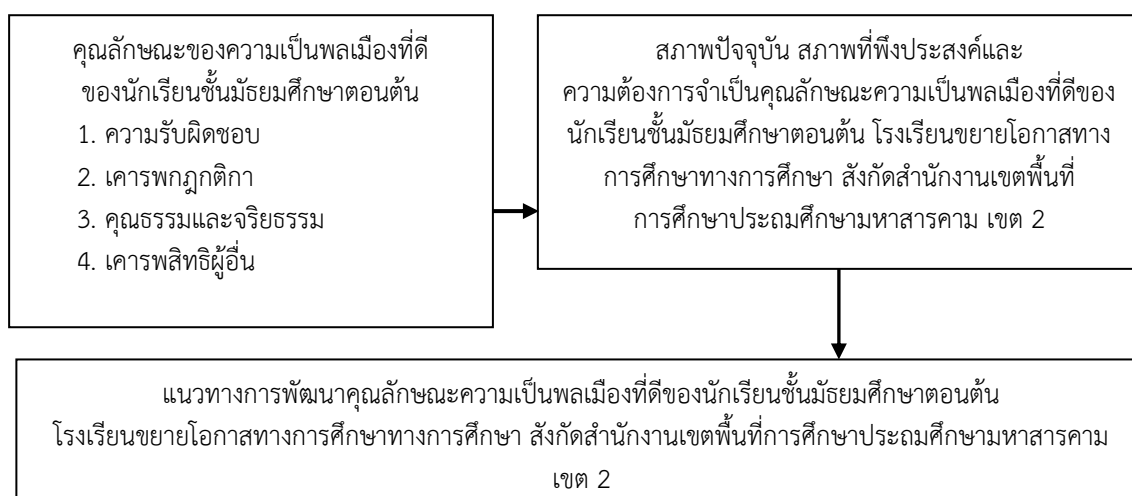 คุณลักษณะของความเป็นพลเมืองที่ดี
ของนักเรียนชั้นมัธยมศึกษาตอนต้น
1. ความรับผิดชอบ
2. เคารพกฎกติกา
3. คุณธรรมและจริยธรรม
4. เคารพสิทธิผู้อื่น
สภาพปัจจุบัน สภาพที่พึงประสงค์และ
ความต้องการจำเป็นคุณลักษณะความเป็นพลเมืองที่ดีของ
นักเรียนชั้นมัธยมศึกษาตอนต้น โรงเรียนขยายโอกาสทาง
การศึกษาทางการศึกษา สังกัดสำนักงานเขตพื้นที่
การศึกษาประถมศึกษามหาสารคาม เขต 2
แนวทางการพัฒนาคุณลักษณะความเป็นพลเมืองที่ดีของนักเรียนชั้นมัธยมศึกษาตอนต้น
โรงเรียนขยายโอกาสทางการศึกษาทางการศึกษา สังกัดสำนักงานเขตพื้นที่การศึกษาประถมศึกษามหาสารคาม
เขต 2